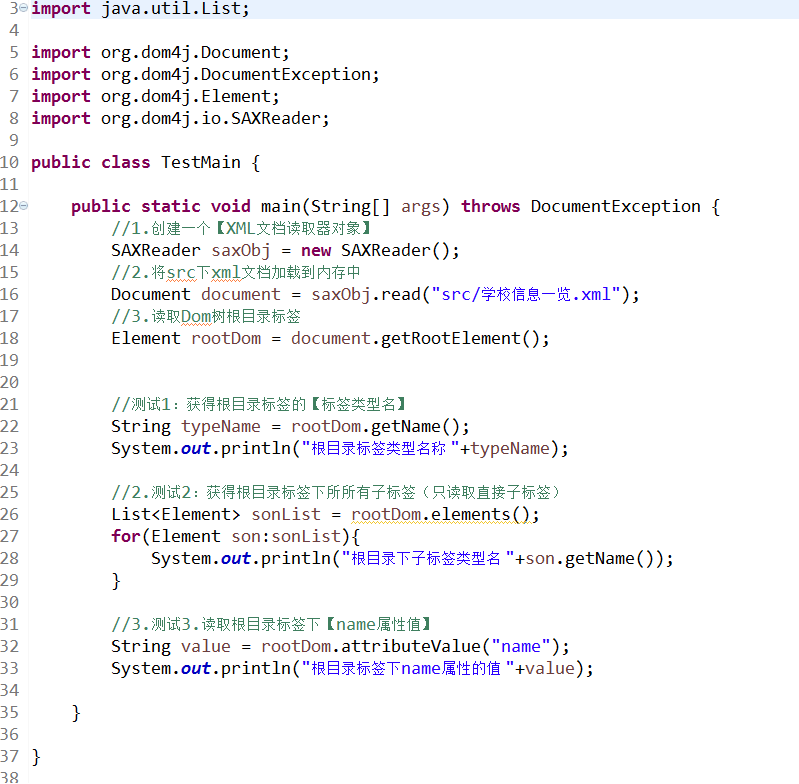 3 import java.util.List;
4
5 import org.dom4j.Document;
6 import org.dom4j.DocumentException;
7 import org.dom4j.Element;
8 import org.dom4j.io.SAXReader;
9
10 public class TestMain {
11
12 public static void main(String[] args) throws DocumentException {
13 //1.创建一个【XML文档读取器对象】
14 SAXReader saxObj = new SAXReader();
15 //2.将src下xml文档加载到内存中
16 Document document = saxObj.read("src/学校信息一览.xml");
17 //3.读取Dom树根目录标签
18 Element rootDom = document.getRootElement();
19
20
21 //测试1：获得根目录标签的【标签类型名】
22 String typeName = rootDom.getName();
23 System.out.println("根目录标签类型名称 "+typeName);
24
25 //2.测试2：获得根目录标签下所所有子标签（只读取直接子标签）
26 List<Element> sonList = rootDom.elements();
27 for(Element son:sonList){
28 System.out.println("根目录下子标签类型名 "+son.getName());
29 }
30
31 //3.测试3.读取根目录标签下【name属性值】
32 String value = rootDom.attributeValue("name");
33 System.out.println("根目录标签下name属性的值 "+value);
34
35 }
36
37 }
38